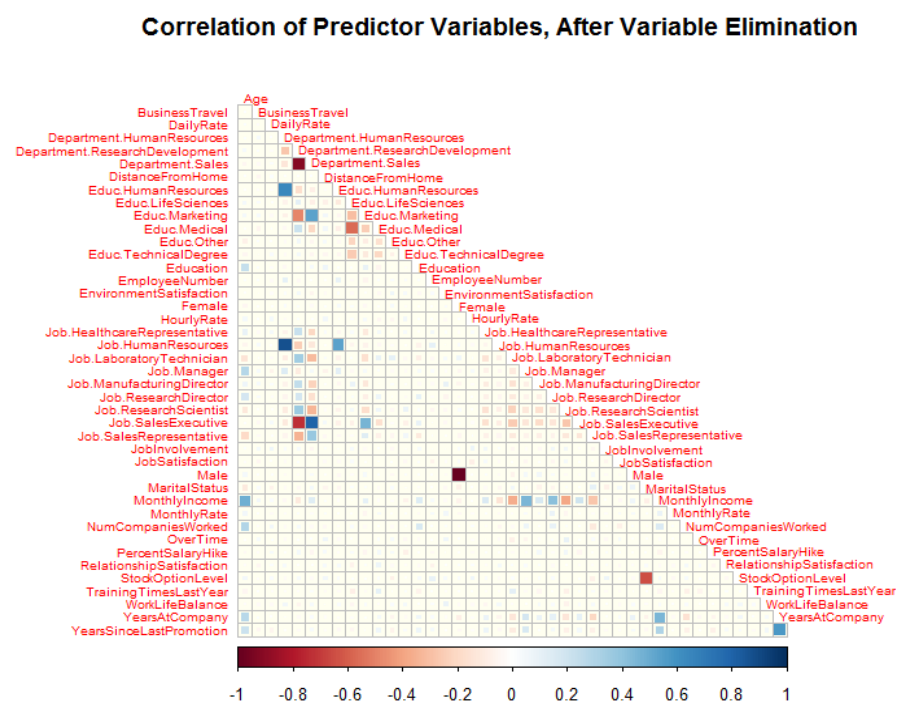 Correlation of Predictor Variables, After Variable Elimination
Age
BusinessTravel BusinessTravel
DailyRate DailyRate
Department.HumanResources Department.HumanResources
Department.ResearchDevelopment Department.ResearchDevelopment
Department.Sales Department.Sales
DistanceFromHome DistanceFromHome
Educ.HumanResources Educ.HumanResources
Educ.LifeSciences Educ.LifeSciences
Educ.Marketing Educ.Marketing
Educ.Medical Educ.Medical
Educ.Other Educ.Other
Educ.TechnicalDegree Educ.TechnicalDegree
Education Education
EmployeeNumber EmployeeNumber
EnvironmentSatisfaction EnvironmentSatisfaction
Female Female
HourlyRate HourlyRate
Job.HealthcareRepresentative Job.HealthcareRepresentative
Job.HumanResources Job.HumanResources
Job.LaboratoryTechnician Job.LaboratoryTechnician
Job.Manager Job.Manager
Job.ManufacturingDirector Job.ManufacturingDirector
Job.ResearchDirector Job.ResearchDirector
Job.ResearchScientist Job.ResearchScientist
Job.SalesExecutive Job.SalesExecutive
Job.SalesRepresentative Job.SalesRepresentative
JobInvolvement JobInvolvement
JobSatisfaction JobSatisfaction
Male Male
MaritalStatus MaritalStatus
MonthlyIncome MonthlyIncome
MonthlyRate MonthlyRate
NumCompaniesWorked NumCompaniesWorked
OverTime OverTime
PercentSalaryHike PercentSalaryHike
RelationshipSatisfaction RelationshipSatisfaction
StockOptionLevel StockOptionLevel
TrainingTimesLastYear TrainingTimesLastYear
WorkLifeBalance WorkLifeBalance
YearsAtCompany YearsAtCompany
YearsSinceLastPromotion
-1 -0.8 -0.6 -0.4 -0.2 0 0.2 0.4 0.6 0.8 1